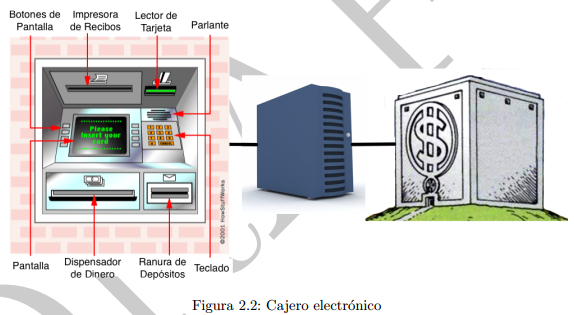 Botones de
Pantalla
Impresora
de Recibos
Lector de
Tarjeta
Parlante
Please
Insert your
Card
©2001 HowStuffWorks
Pantalla
Dispensador
de Dinero
Ranura de
Depósitos
Teclado
Figura 2.2: Cajero electrónico